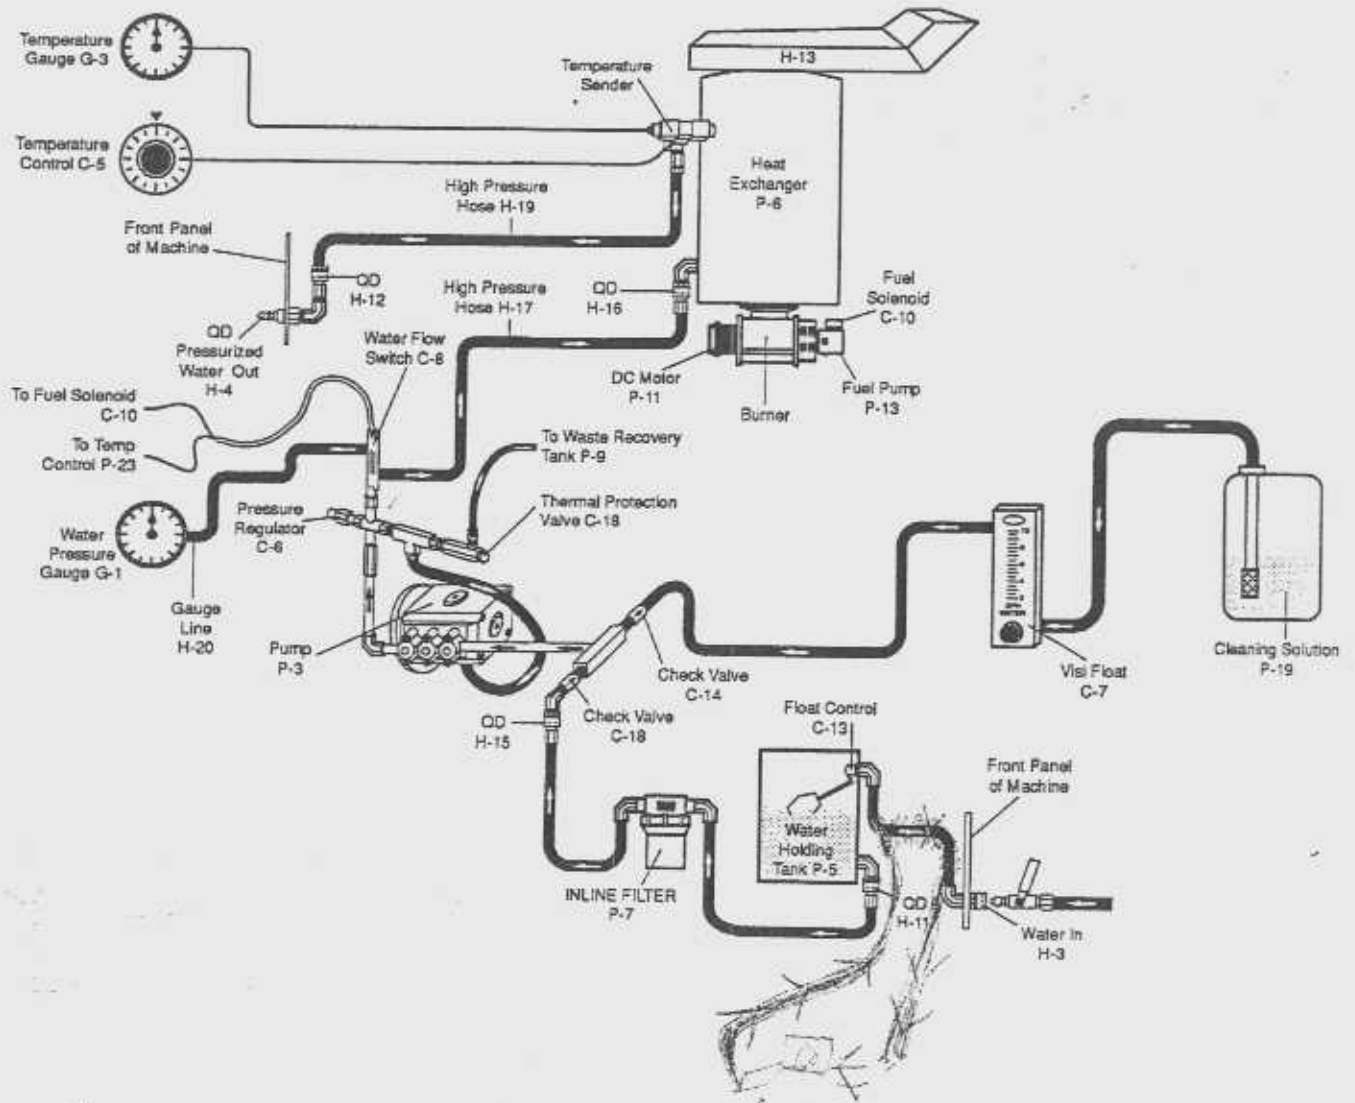 Temperature
Gauge G-3
Temperature
Sender
H-13
Temperature
Control C-5
Heat
Exchanger
P-6
High Pressure
Hose H-19
Front Panel
of Machine
QD
H-12
High Pressure
Hose H-17
QD
H-16
Fuel
Solenoid
C-10
QD
Pressurized
Water Out
H-4
Water Flow
Switch C-8
DC Motor
P-11
Burner
Fuel Pump
P-13
To Fuel Solenoid
C-10
To Temp
Control P-23
To Waste Recovery
Tank P-9
Pressure
Regulator
C-6
Thermal Protection
Valve C-18
Water
Pressure
Gauge G-1
Gauge
Line
H-20
Pump
P-3
Check Valve
C-14
Visi Float
C-7
Cleaning Solution
P-19
QD
H-15
Check Valve
C-18
Float Control
C-13
Front Panel
of Machine
Water
Holding
Tank P-5
INLINE FILTER
P-7
QD
H-11
Water In
H-3